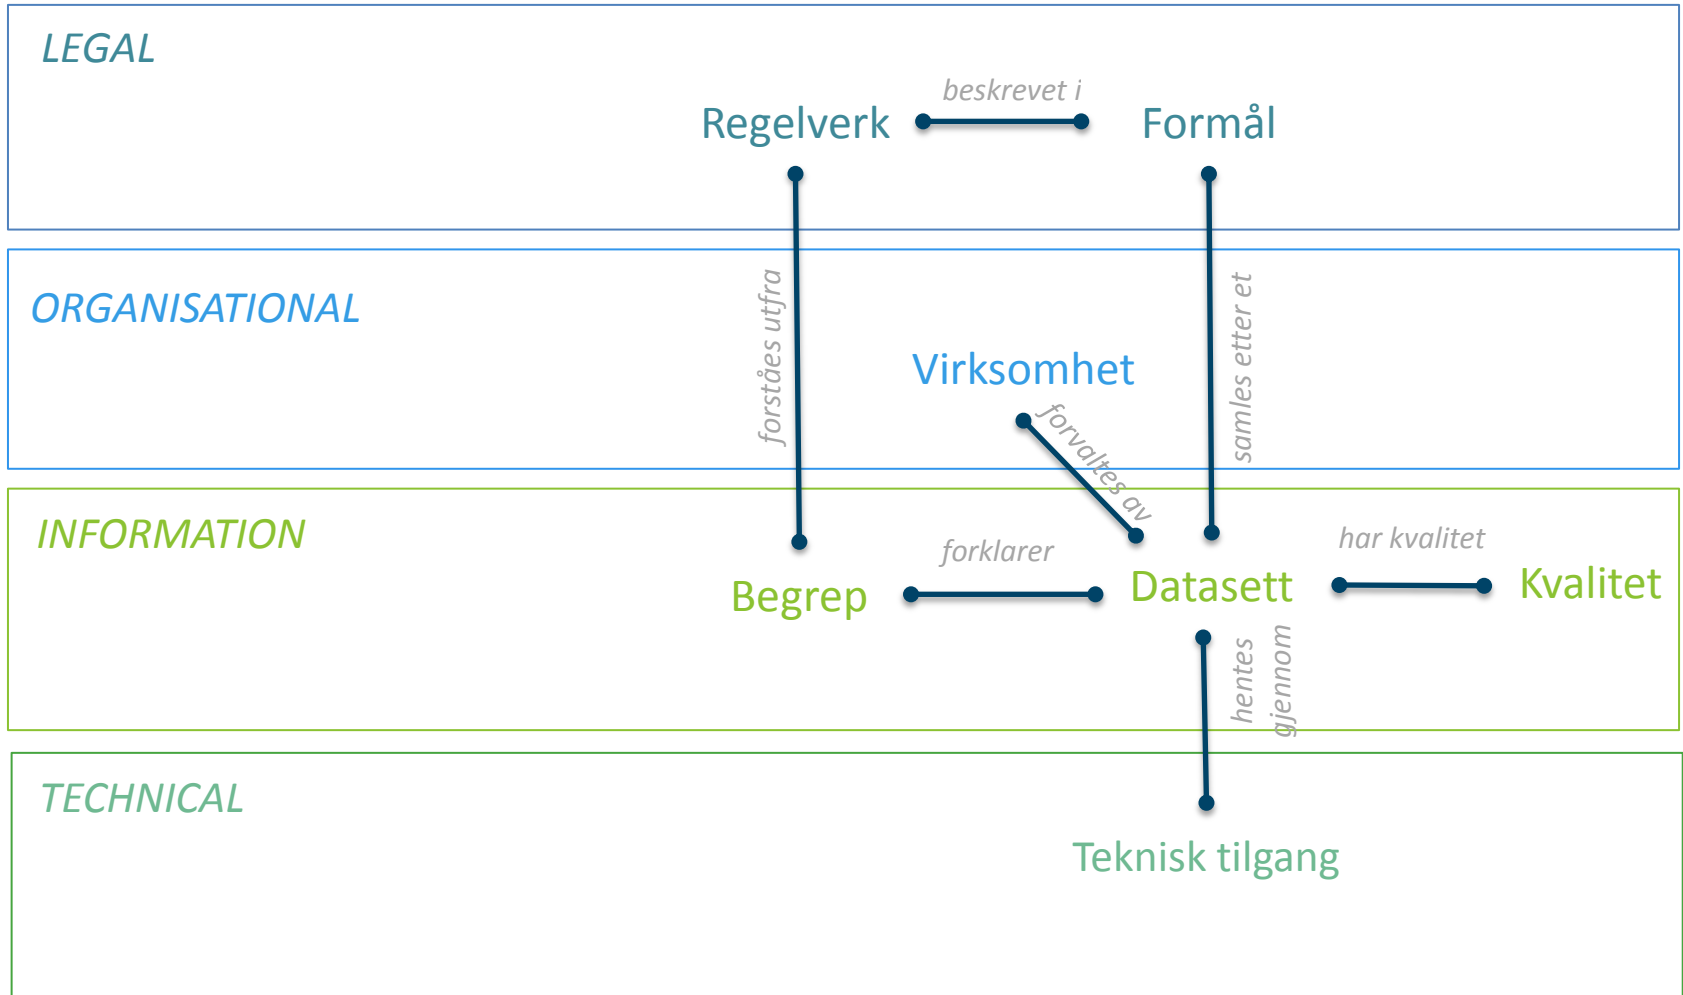 LEGAL
beskrevet i
Regelverk
Formål
ORGANISATIONAL
forståes utfra
samles etter et
Virksomhet
forvaltes av
INFORMATION
forklarer
har kvalitet
Begrep
Datasett
Kvalitet
hentes
gjennom
TECHNICAL
Teknisk tilgang